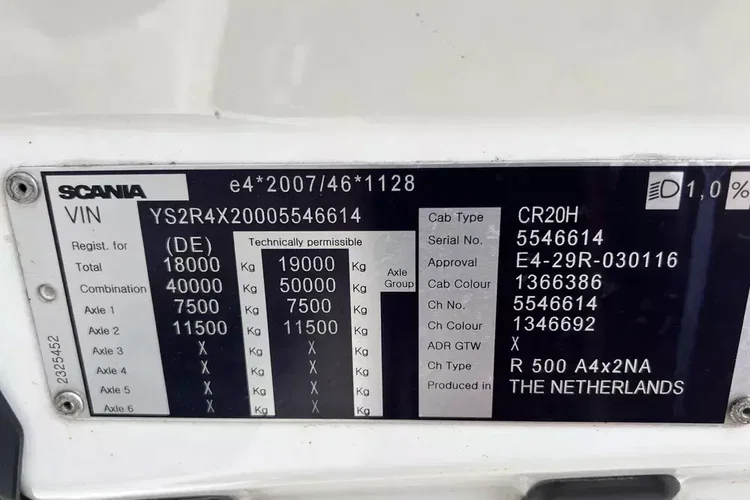 SCANIA e4*2007/46*1128 1,0%
VIN YS2R4X20005546614
Regist. for (DE) Technically permissible
Total 18000 Kg 19000 Kg Axle Group
Combination 40000 Kg 50000 Kg
Axle 1 7500 Kg 7500 Kg
Axle 2 11500 Kg 11500 Kg
Axle 3 X Kg X Kg
Axle 4 X Kg X Kg
Axle 5 X Kg X Kg
Axle 6 X Kg X Kg
Cab Type CR20H
Serial No. 5546614
Approval E4-29R-030116
Cab Colour 1366386
Ch No. 5546614
Ch Colour 1346692
ADR GTW X
Ch Type R 500 A4x2NA
Produced in THE NETHERLANDS
2325452